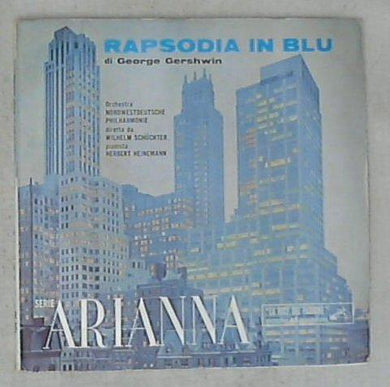 RAPSODIA IN BLU
di George Gershwin
Orchestra
NORDWESTDEUTSCHE
PHILHARMONIE
diretta da
WILHELM SCHÜCHTER
pianista
HERBERT HEINEMANN
SERIE
ARIANNA